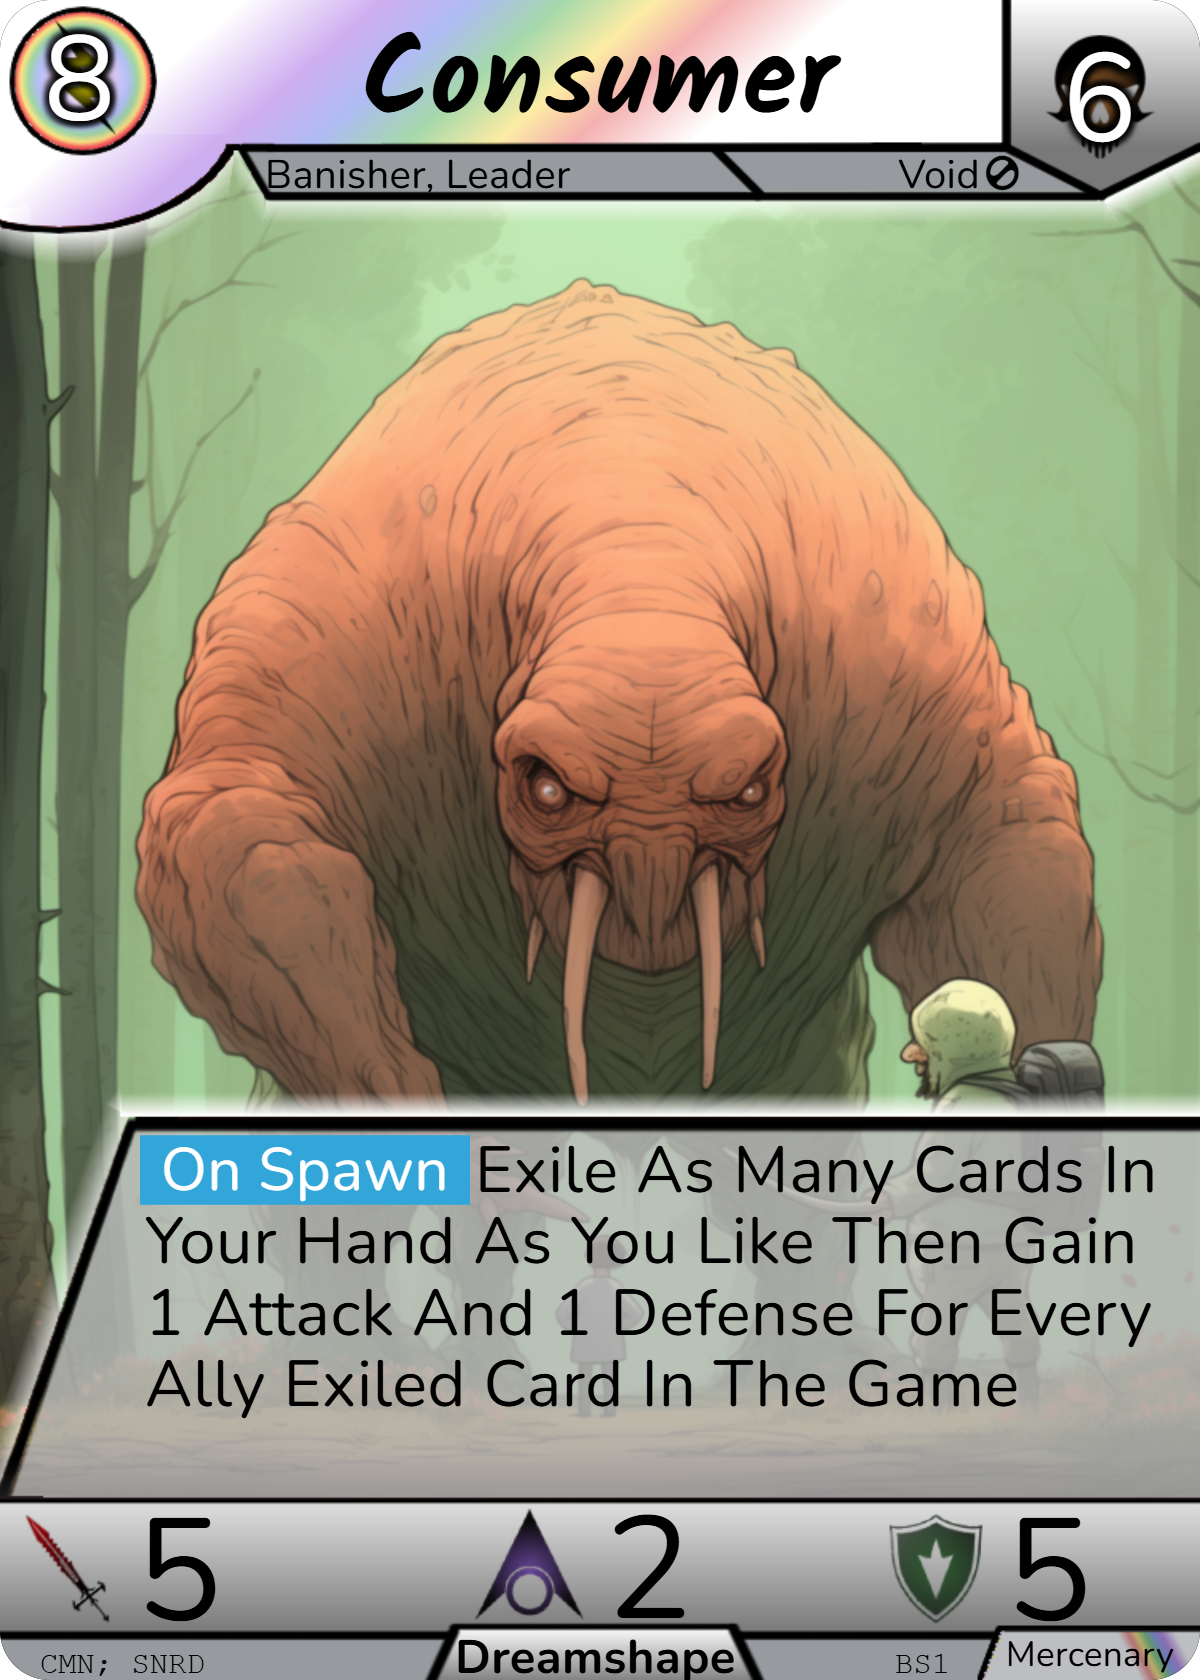 8
Consumer
6
Banisher, Leader
Void
On Spawn Exile As Many Cards In
Your Hand As You Like Then Gain
1 Attack And 1 Defense For Every
Ally Exiled Card In The Game
5
2
5
CMN; SNRD
Dreamshape
BS1
Mercenary